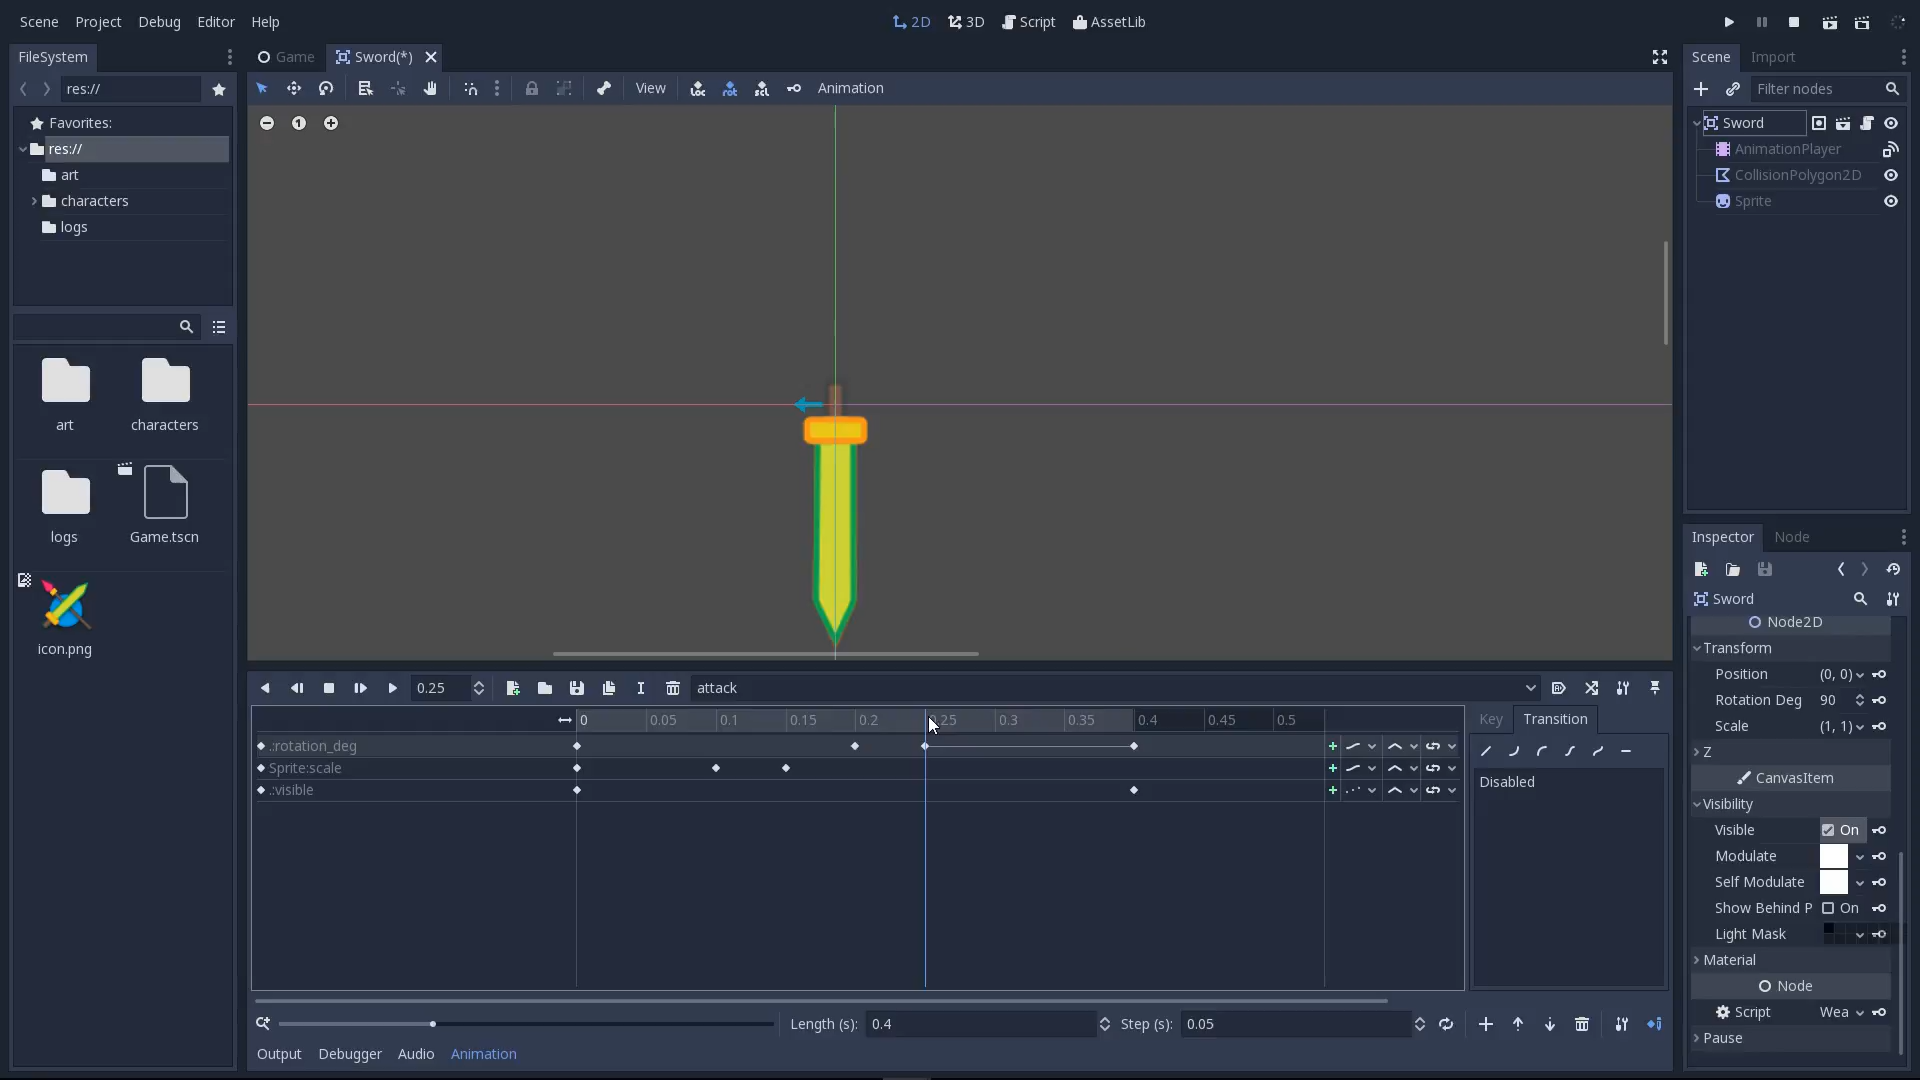 Scene Project Debug Editor Help
2D 3D Script AssetLib
FileSystem
Game Sword(*)
Scene Import
res://
View Animation
Filter nodes
Favorites:
res://
art
characters
logs
1
Sword
AnimationPlayer
CollisionPolygon2D
Sprite
art
characters
logs
Game.tscn
icon.png
Inspector Node
Sword
Node2D
Transform
Position (0, 0)
Rotation Deg 90
Scale (1, 1)
Z
CanvasItem
Visibility
Visible On
Modulate
Self Modulate
Show Behind P On
Light Mask
Material
Node
Script Wea
Pause
0.25 attack
0 0.05 0.1 0.15 0.2 0.25 0.3 0.35 0.4 0.45 0.5
Key Transition
.:rotation_deg
Sprite:scale
.:visible
Disabled
Length (s): 0.4 Step (s): 0.05
Output Debugger Audio Animation